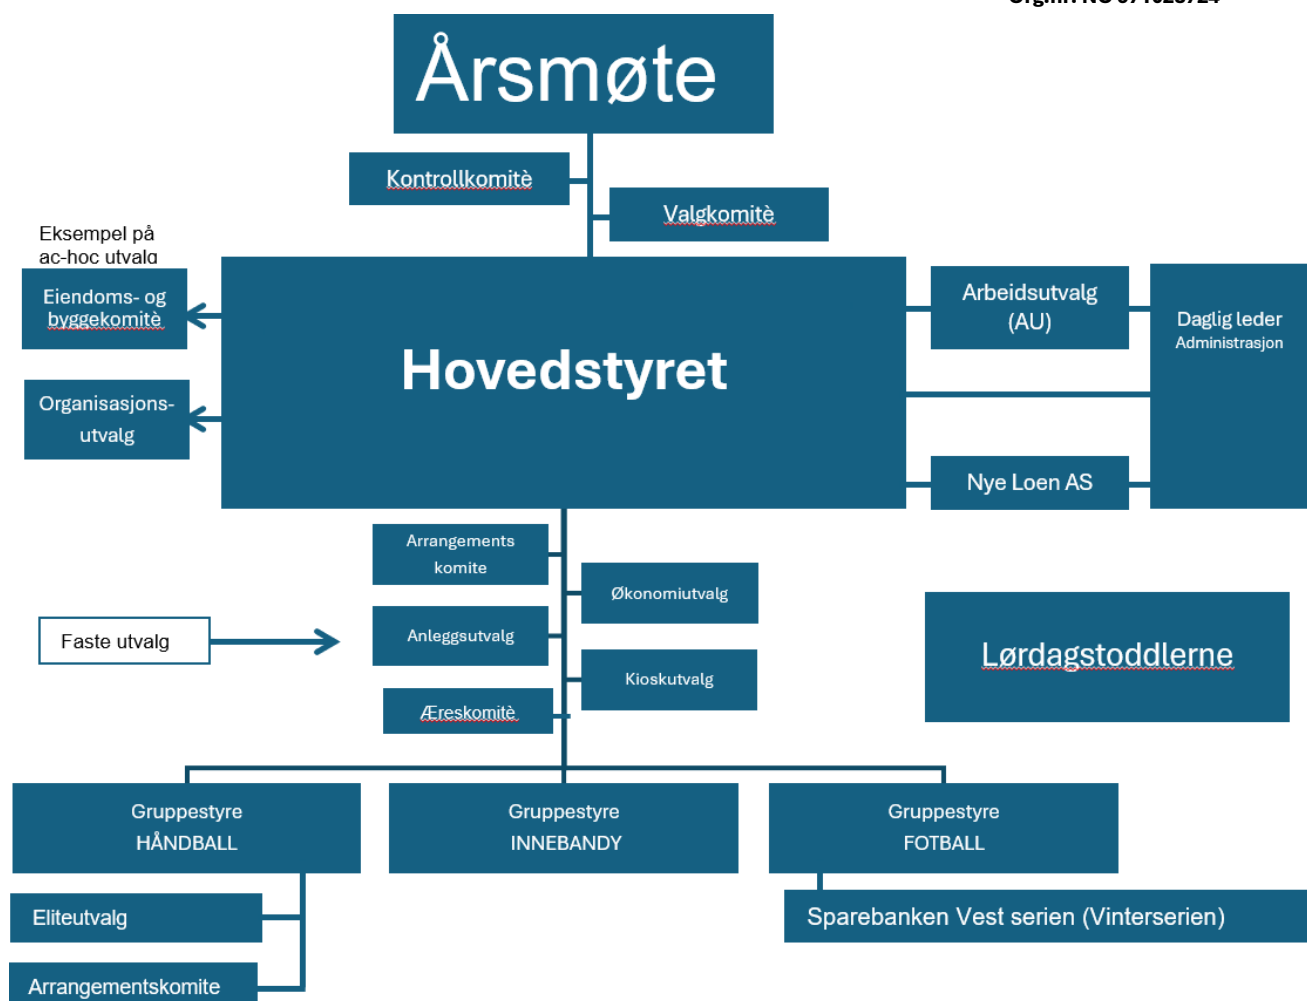 Årsmøte
Kontrollkomitè
Valgkomitè
Eksempel på
ac-hoc utvalg
Eiendoms- og
byggekomitè
Organisasjons-
utvalg
Hovedstyret
Arbeidsutvalg
(AU)
Daglig leder
Administrasjon
Nye Loen AS
Arrangements
komite
Økonomiutvalg
Faste utvalg
Anleggsutvalg
Kioskutvalg
Æreskomitè
Lørdagstoddlerne
Gruppestyre
HÅNDBALL
Gruppestyre
INNEBANDY
Gruppestyre
FOTBALL
Eliteutvalg
Arrangementskomite
Sparebanken Vest serien (Vinterserien)